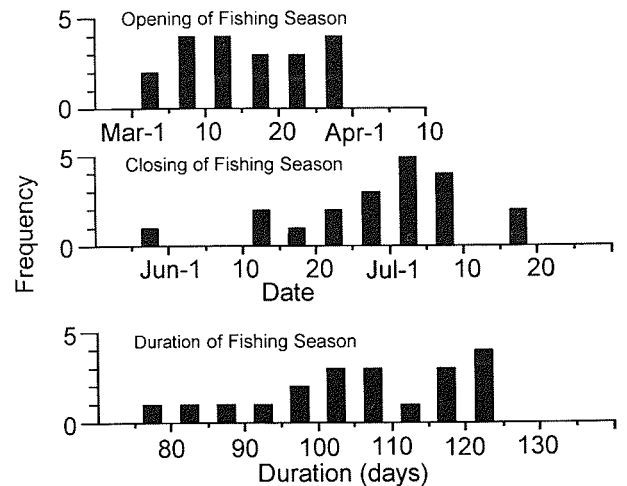 Opening of Fishing Season
5
0
Mar-1 10 20 Apr-1 10
Closing of Fishing Season
5
0
Jun-1 10 20 Jul-1 10 20
Date
Frequency
Duration of Fishing Season
5
0
80 90 100 110 120 130
Duration (days)